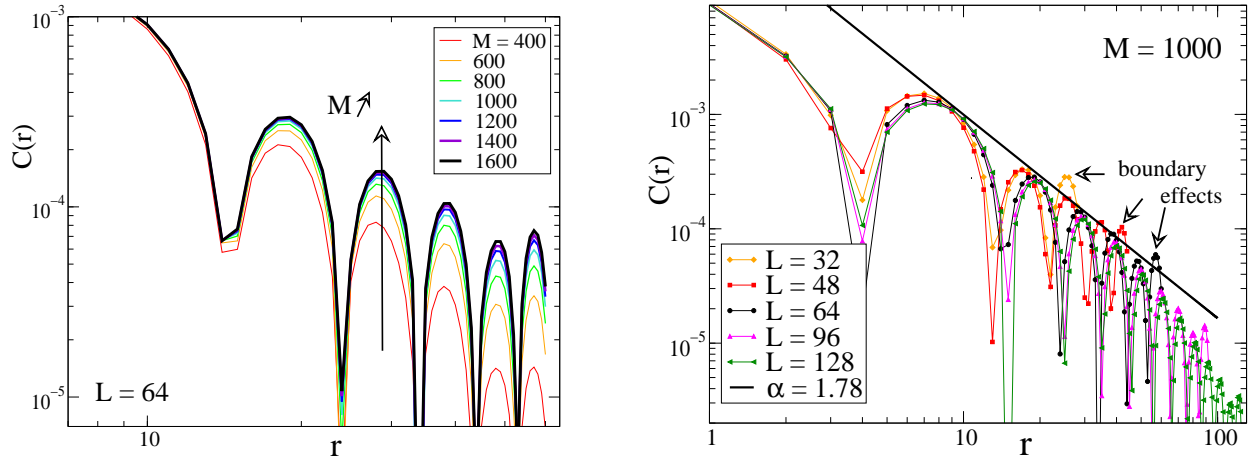 10⁻³
10⁻⁴
10⁻⁵
C(r)
M = 400
600
800
1000
1200
1400
1600
M
L = 64
10
r
10⁻³
10⁻⁴
10⁻⁵
C(r)
M = 1000
boundary
effects
L = 32
L = 48
L = 64
L = 96
L = 128
α = 1.78
1
10
100
r